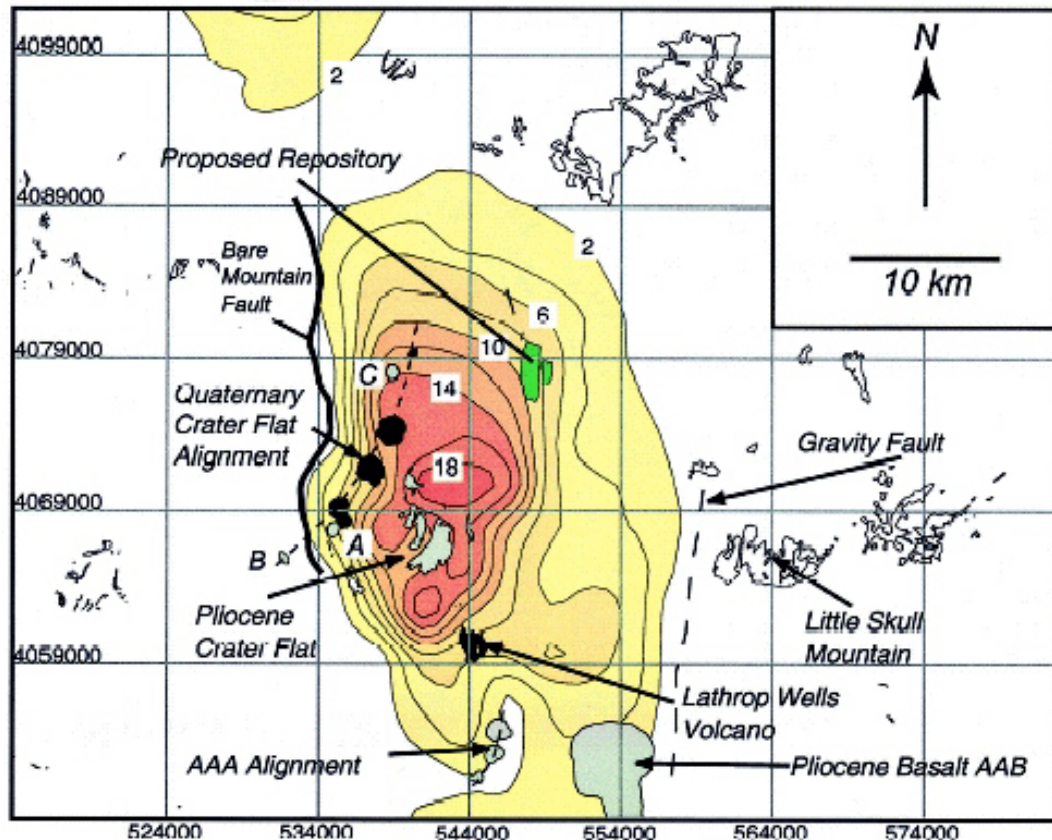 4099000
2
N
Proposed Repository
4089000
2
Bare
Mountain
Fault
10 km
6
4079000
10
C
14
Quaternary
Crater Flat
Alignment
Gravity Fault
18
4069000
A
B
Pliocene
Crater Flat
Little Skull
Mountain
4059000
Lathrop Wells
Volcano
AAA Alignment
Pliocene Basalt AAB
524000
534000
544000
554000
564000
574000